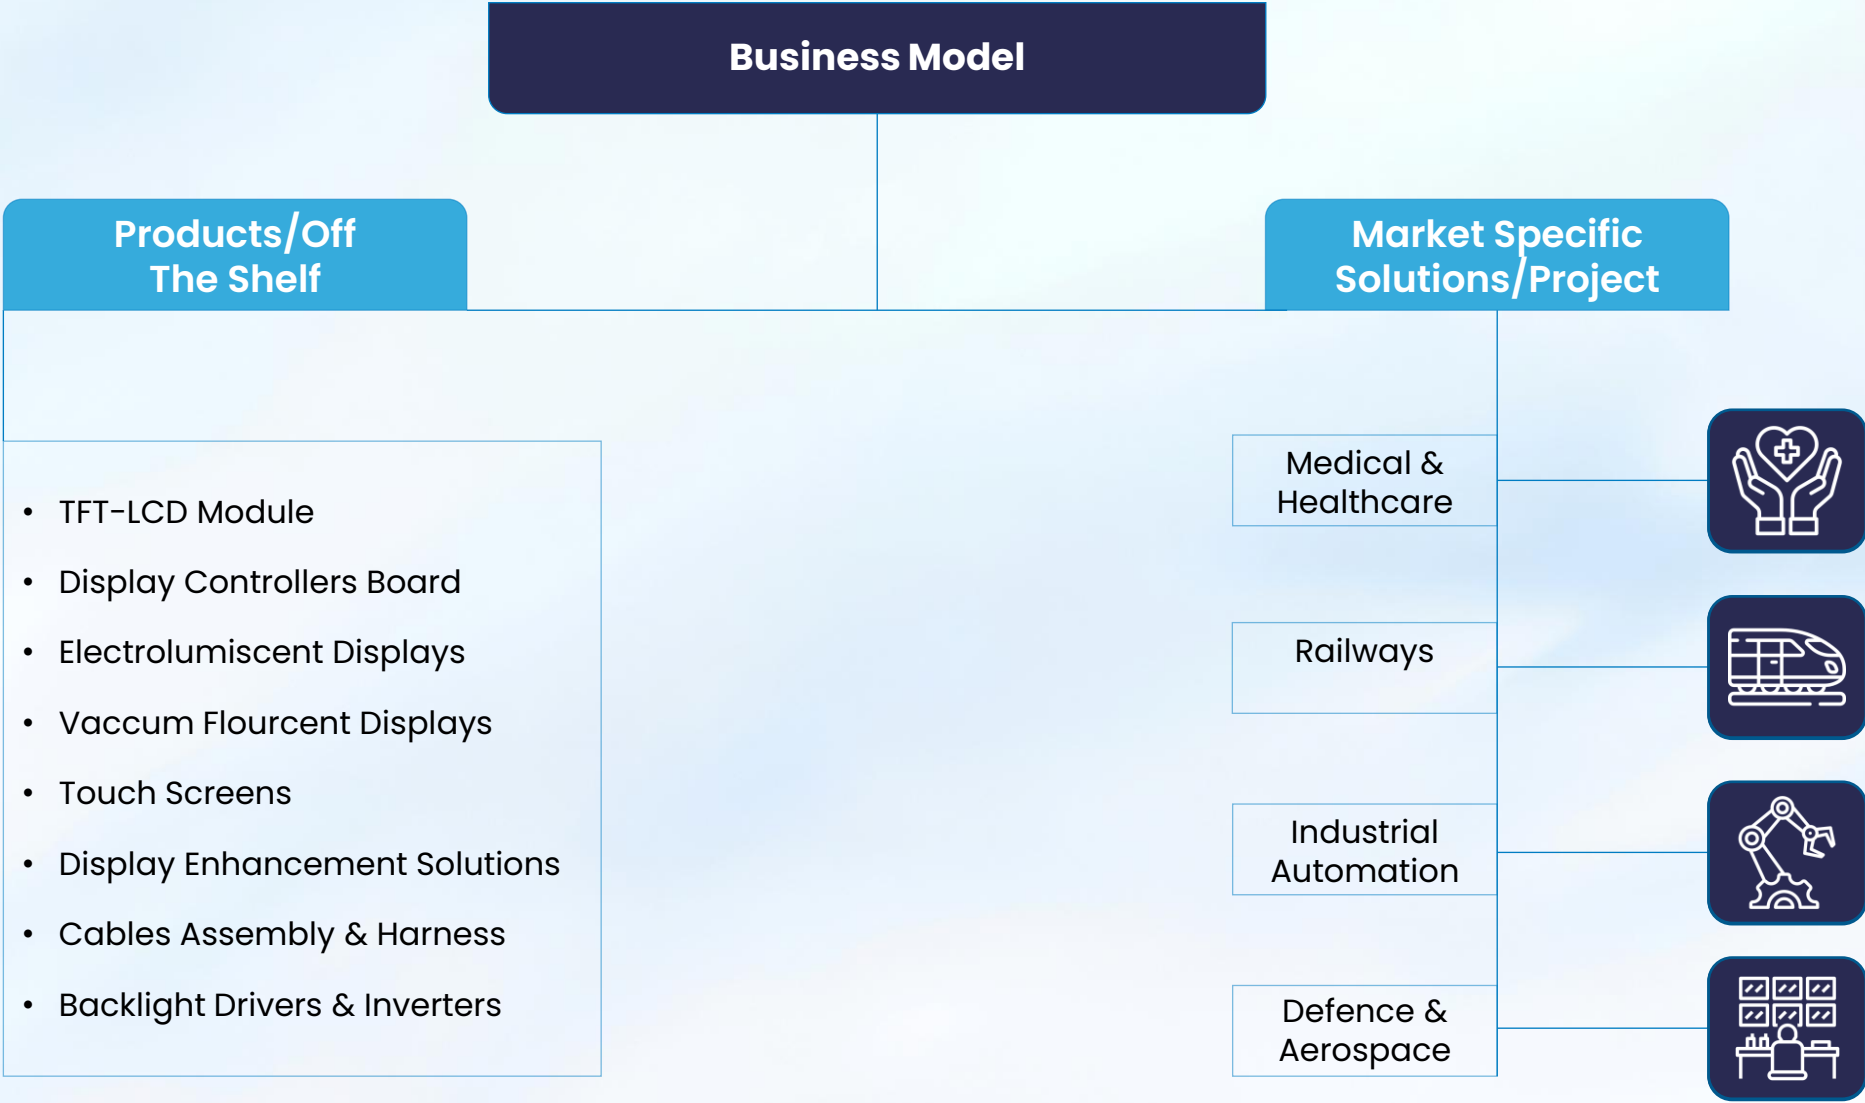 Business Model
Products/Off
The Shelf
• TFT-LCD Module
• Display Controllers Board
• Electrolumiscent Displays
• Vaccum Flourcent Displays
• Touch Screens
• Display Enhancement Solutions
• Cables Assembly & Harness
• Backlight Drivers & Inverters
Market Specific
Solutions/Project
Medical &
Healthcare
Railways
Industrial
Automation
Defence &
Aerospace